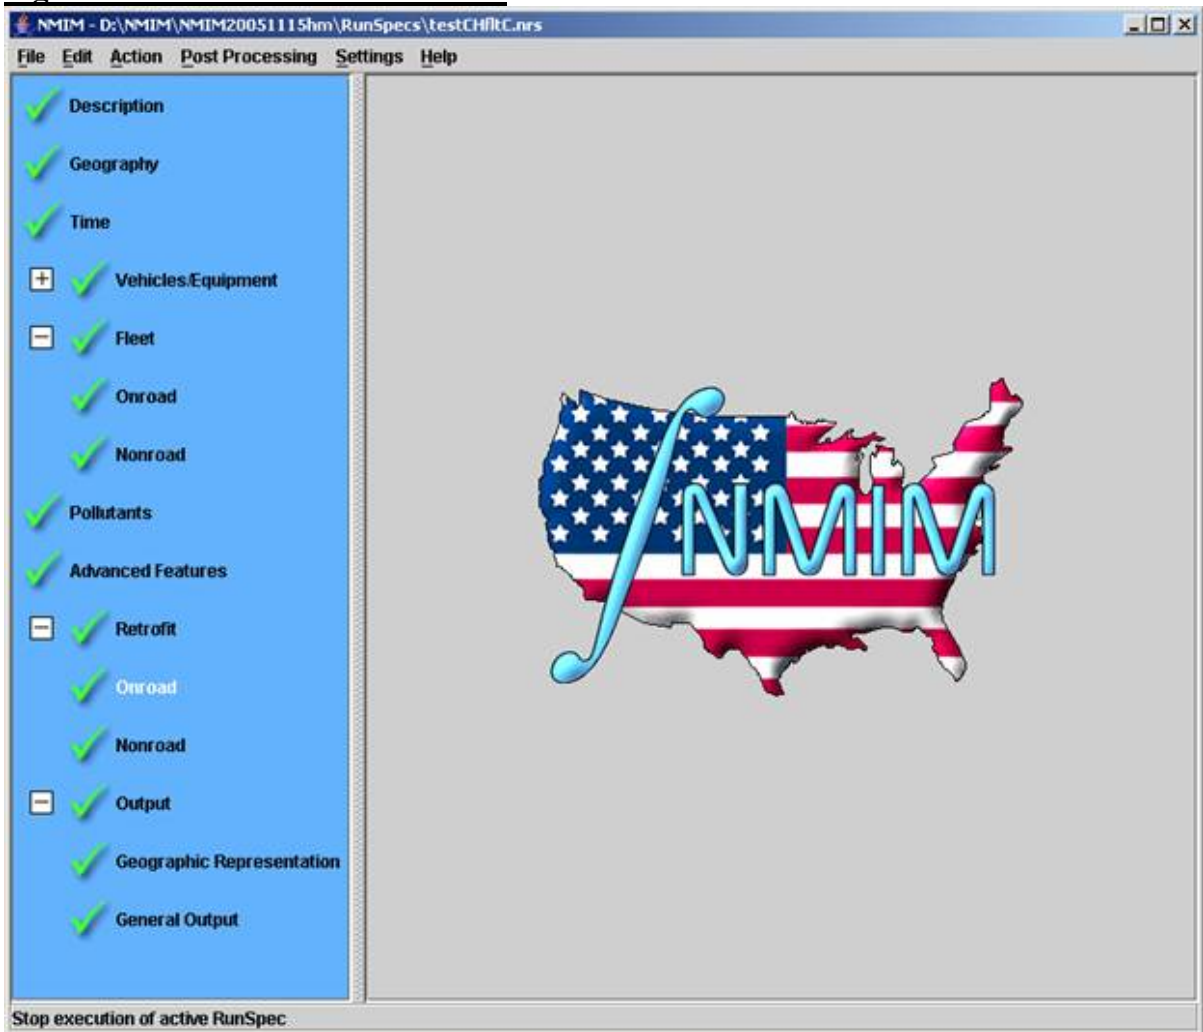 NMIM - D:\NMIM\NMIM20051115hm\RunSpecs\testCHfltC.nrs
File Edit Action Post Processing Settings Help
Description
Geography
Time
Vehicles/Equipment
Fleet
Onroad
Nonroad
Pollutants
Advanced Features
Retrofit
Onroad
Nonroad
Output
Geographic Representation
General Output
NMIM
Stop execution of active RunSpec